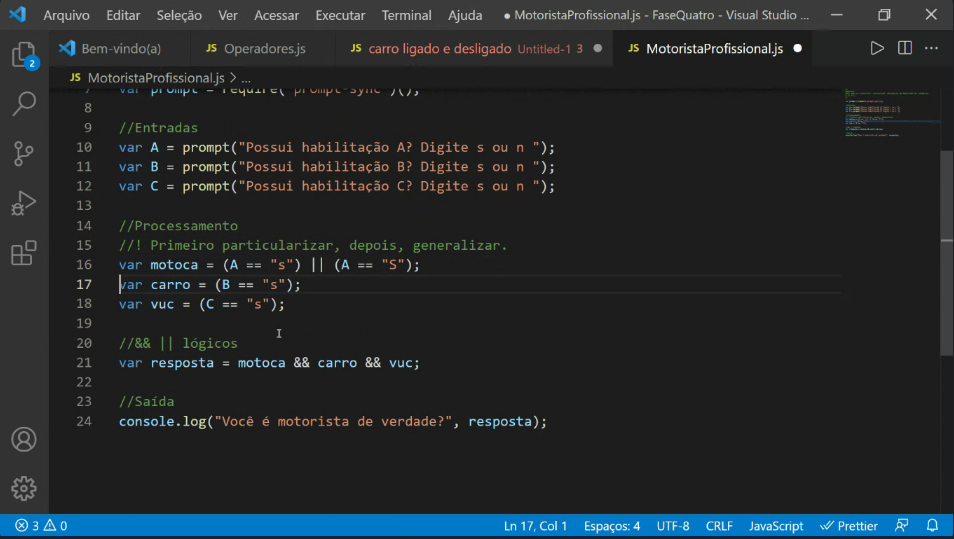 Arquivo Editar Seleção Ver Acessar Executar Terminal Ajuda ● MotoristaProfissional.js - FaseQuatro - Visual Studio ...
Bem-vindo(a) JS Operadores.js JS carro ligado e desligado Untitled-1 3 JS MotoristaProfissional.js
JS MotoristaProfissional.js > ...
2
7 var prompt = require("prompt-sync")();
8
9 //Entradas
10 var A = prompt("Possui habilitação A? Digite s ou n ");
11 var B = prompt("Possui habilitação B? Digite s ou n ");
12 var C = prompt("Possui habilitação C? Digite s ou n ");
13
14 //Processamento
15 //! Primeiro particularizar, depois, generalizar.
16 var motoca = (A == "s") || (A == "S");
17 var carro = (B == "s");
18 var vuc = (C == "s");
19
20 //&& || lógicos
21 var resposta = motoca && carro && vuc;
22
23 //Saída
24 console.log("Você é motorista de verdade?", resposta);
3 0 Ln 17, Col 1 Espaços: 4 UTF-8 CRLF JavaScript Prettier